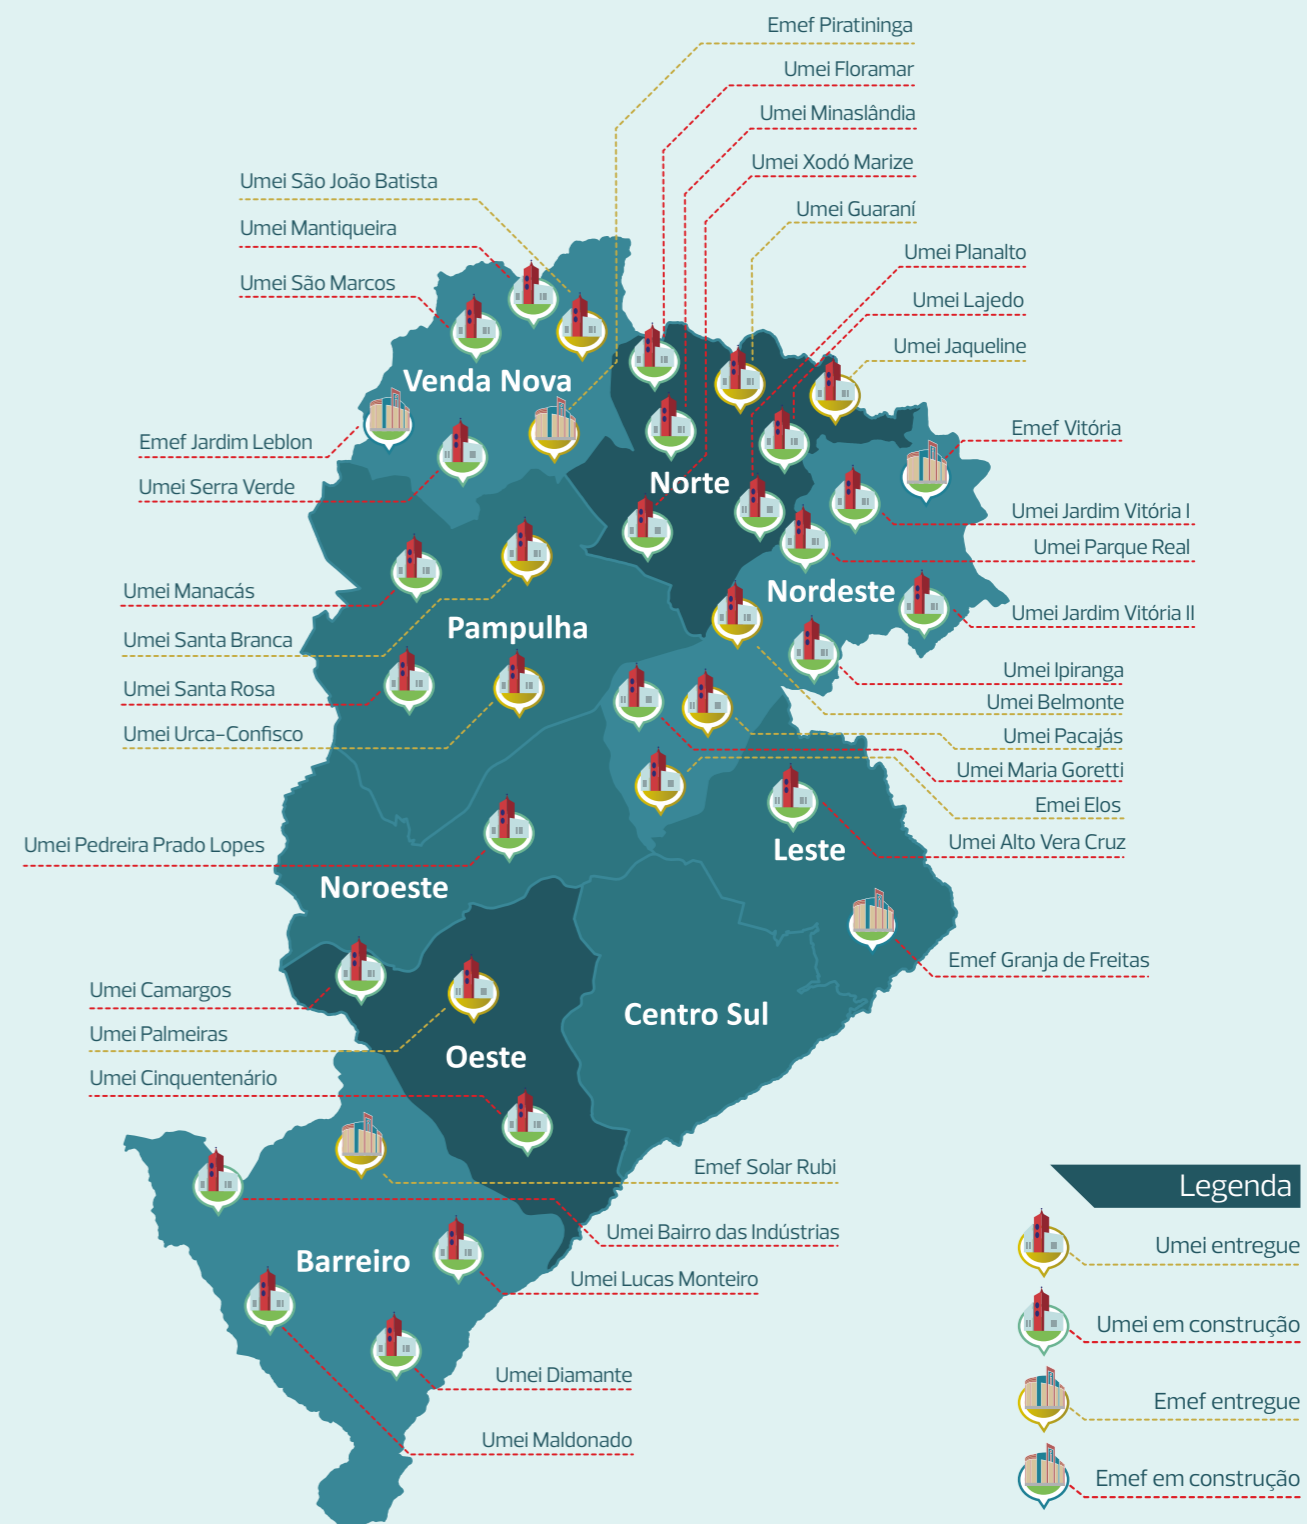 Emef Piratininga
Umei Floramar
Umei Minaslândia
Umei Xodó Marize
Umei São João Batista
Umei Guaraní
Umei Mantiqueira
Umei Planalto
Umei São Marcos
Umei Lajedo
Umei Jaqueline
Venda Nova
Emef Jardim Leblon
Emef Vitória
Umei Serra Verde
Norte
Umei Jardim Vitória I
Umei Parque Real
Umei Manacás
Nordeste
Umei Jardim Vitória II
Pampulha
Umei Santa Branca
Umei Ipiranga
Umei Santa Rosa
Umei Belmonte
Umei Urca-Confisco
Umei Pacajás
Umei Maria Goretti
Emei Elos
Umei Pedreira Prado Lopes
Leste
Umei Alto Vera Cruz
Noroeste
Emef Granja de Freitas
Umei Camargos
Centro Sul
Umei Palmeiras
Oeste
Umei Cinquentenário
Emef Solar Rubi
Legenda
Umei Bairro das Indústrias
Umei entregue
Barreiro
Umei Lucas Monteiro
Umei em construção
Umei Diamante
Emef entregue
Umei Maldonado
Emef em construção